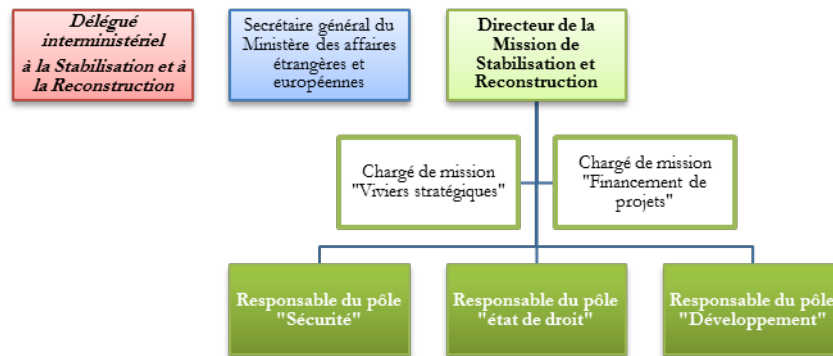 Délégué
interministériel
à la Stabilisation et à
la Reconstruction
Secrétaire général du
Ministère des affaires
étrangères et
européennes
Directeur de la
Mission de
Stabilisation et
Reconstruction
Chargé de mission
"Viviers stratégiques"
Chargé de mission
"Financement de
projets"
Responsable du pôle
"Sécurité"
Responsable du pôle
"état de droit"
Responsable du pôle
"Développement"